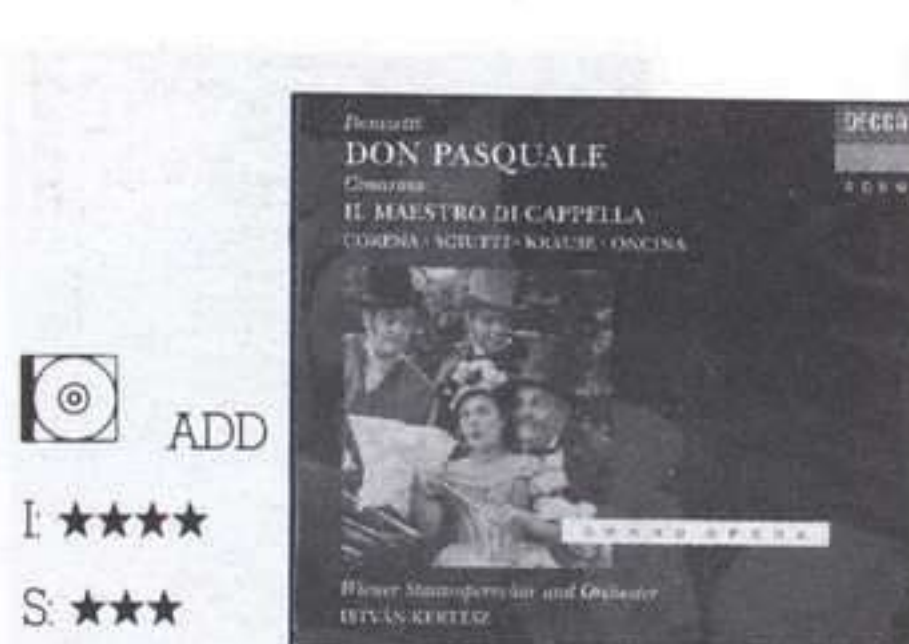 Donizetti
DON PASQUALE
Cimarosa
IL MAESTRO DI CAPPELLA
CORENA · SCIUTTI · KRAUSE · ONCINA
DECCA
ADD
I: ★★★★
GRAND OPERA
S: ★★★
Wiener Staatsopernchor und Orchester
ISTVÁN KERTÉSZ